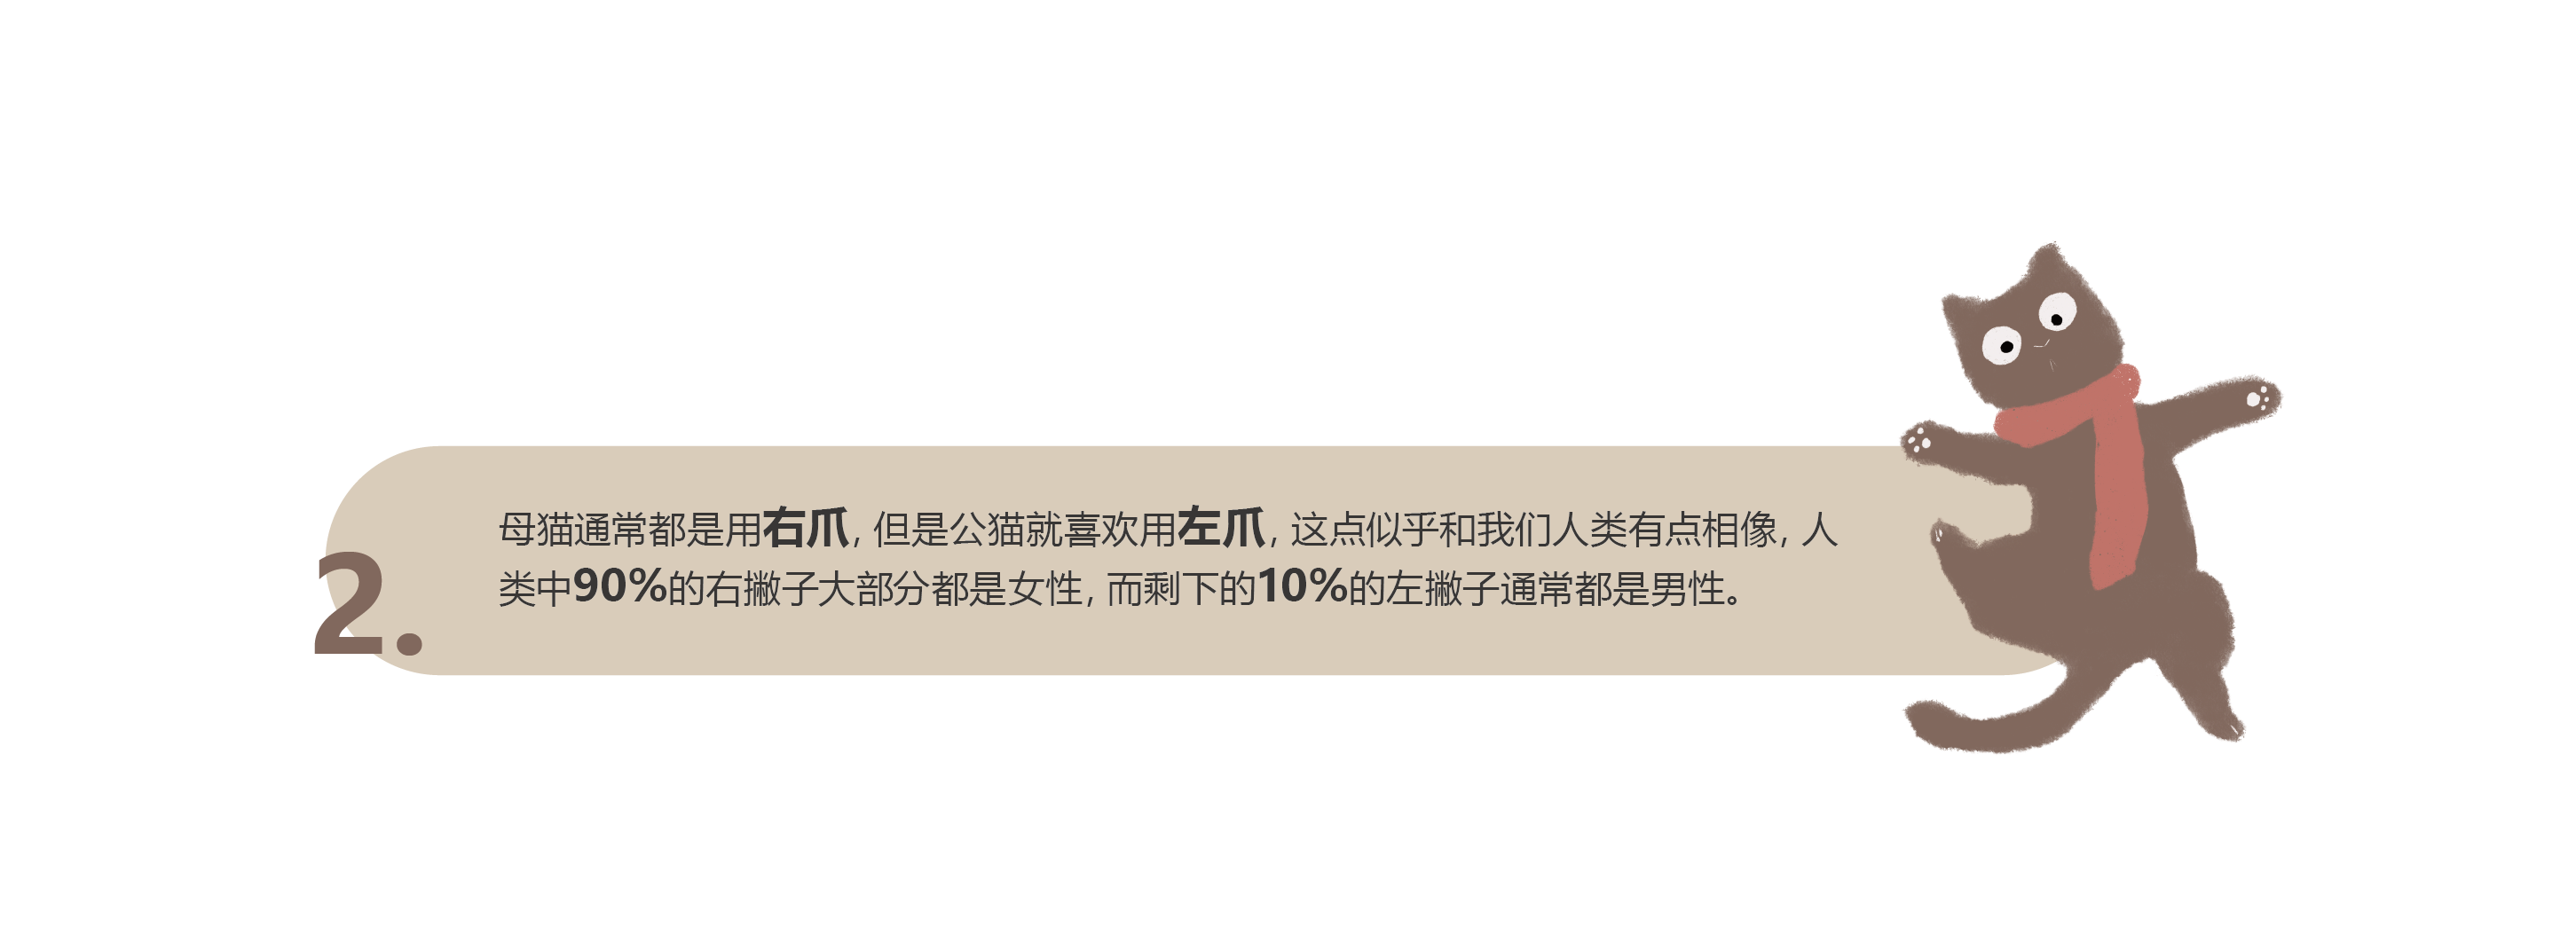 母猫通常都是用右爪, 但是公猫就喜欢用左爪, 这点似乎和我们人类有点相像, 人
类中90%的右撇子大部分都是女性, 而剩下的10%的左撇子通常都是男性。
2.